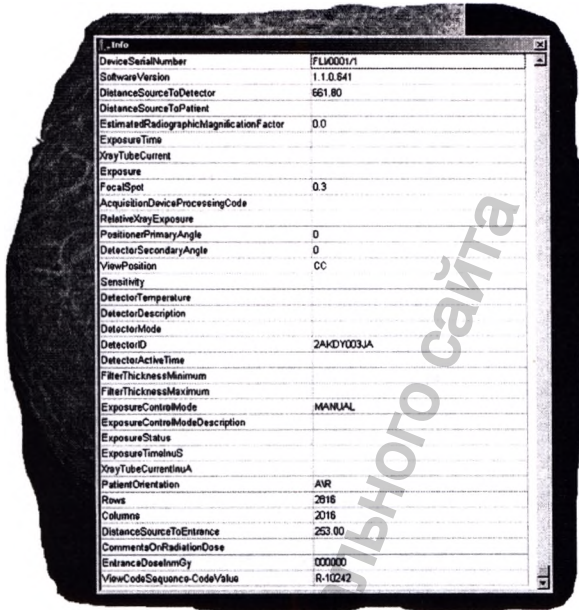 Info
DeviceSerialNumber FLI/0001/1
SoftwareVersion 1.1.0.641
DistanceSourceToDetector 661.80
DistanceSourceToPatient
EstimatedRadiographicMagnificationFactor 0.0
ExposureTime
XrayTubeCurrent
Exposure
FocalSpot 0.3
AcquisitionDeviceProcessingCode
RelativeXrayExposure
PositionerPrimaryAngle 0
DetectorSecondaryAngle 0
ViewPosition CC
Sensitivity
DetectorTemperature
DetectorDescription
DetectorMode
DetectorID 2AKDY003JA
DetectorActiveTime
FilterThicknessMinimum
FilterThicknessMaximum
ExposureControlMode MANUAL
ExposureControlModeDescription
ExposureStatus
ExposureTimeInuS
XrayTubeCurrentInuA
PatientOrientation A\R
Rows 2816
Columns 2016
DistanceSourceToEntrance 253.00
CommentsOnRadiationDose
EntranceDoseInmGy 000000
ViewCodeSequence-CodeValue R-10242
льного сайта